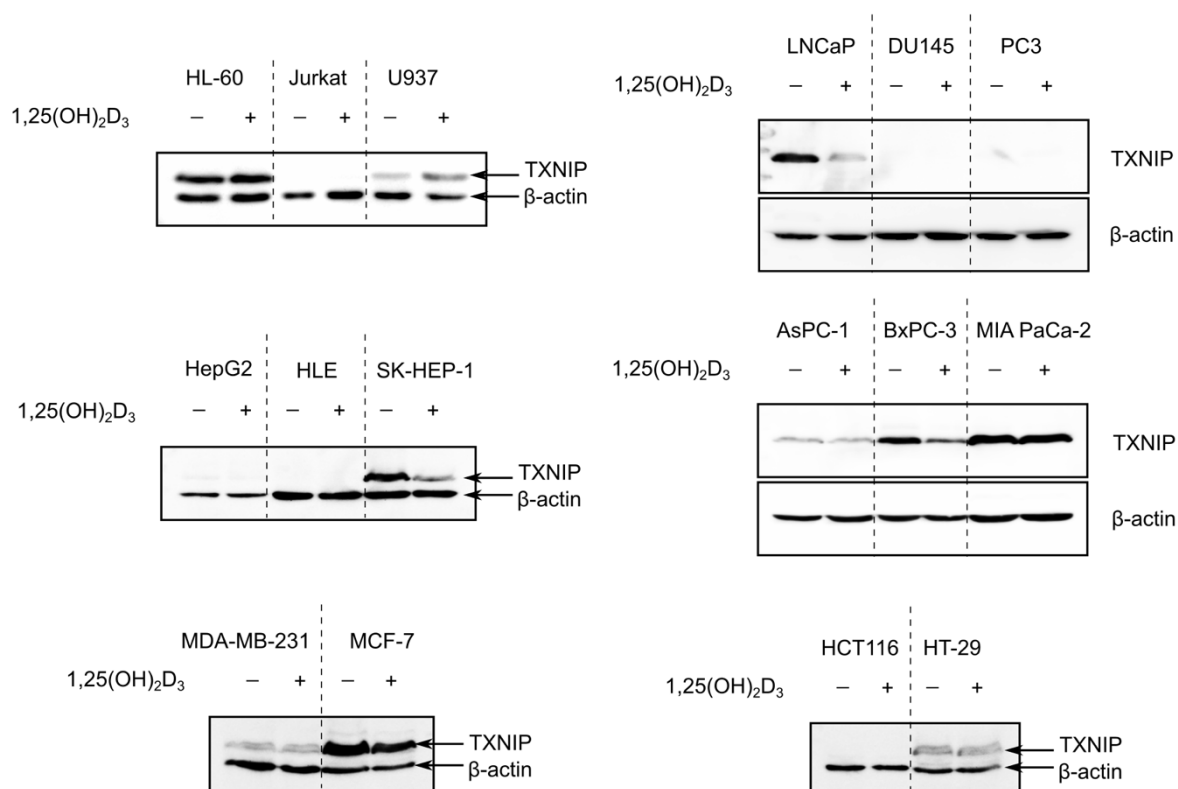 HL-60 Jurkat U937
1,25(OH)₂D₃ – + – + – +
TXNIP
β-actin
LNCaP DU145 PC3
1,25(OH)₂D₃ – + – + – +
TXNIP
β-actin
HepG2 HLE SK-HEP-1
1,25(OH)₂D₃ – + – + – +
TXNIP
β-actin
AsPC-1 BxPC-3 MIA PaCa-2
1,25(OH)₂D₃ – + – + – +
TXNIP
β-actin
MDA-MB-231 MCF-7
1,25(OH)₂D₃ – + – +
TXNIP
β-actin
HCT116 HT-29
1,25(OH)₂D₃ – + – +
TXNIP
β-actin